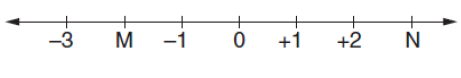 –3 M –1 0 +1 +2 N